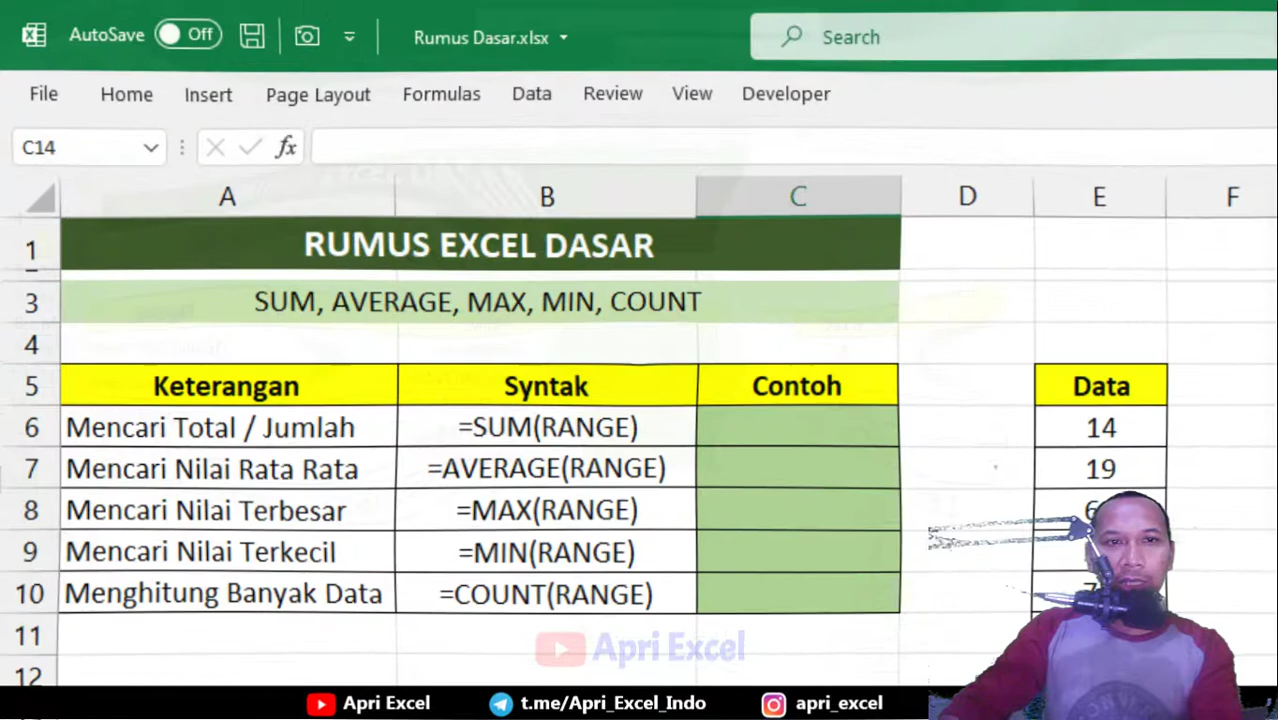 AutoSave Off Rumus Dasar.xlsx Search
File Home Insert Page Layout Formulas Data Review View Developer
C14 fx
A B C D E F
1 RUMUS EXCEL DASAR
3 SUM, AVERAGE, MAX, MIN, COUNT
4
5 Keterangan Syntak Contoh Data
6 Mencari Total / Jumlah =SUM(RANGE) 14
7 Mencari Nilai Rata Rata =AVERAGE(RANGE) 19
8 Mencari Nilai Terbesar =MAX(RANGE)
9 Mencari Nilai Terkecil =MIN(RANGE)
10 Menghitung Banyak Data =COUNT(RANGE)
11
Apri Excel
12
Apri Excel t.me/Apri_Excel_Indo apri_excel